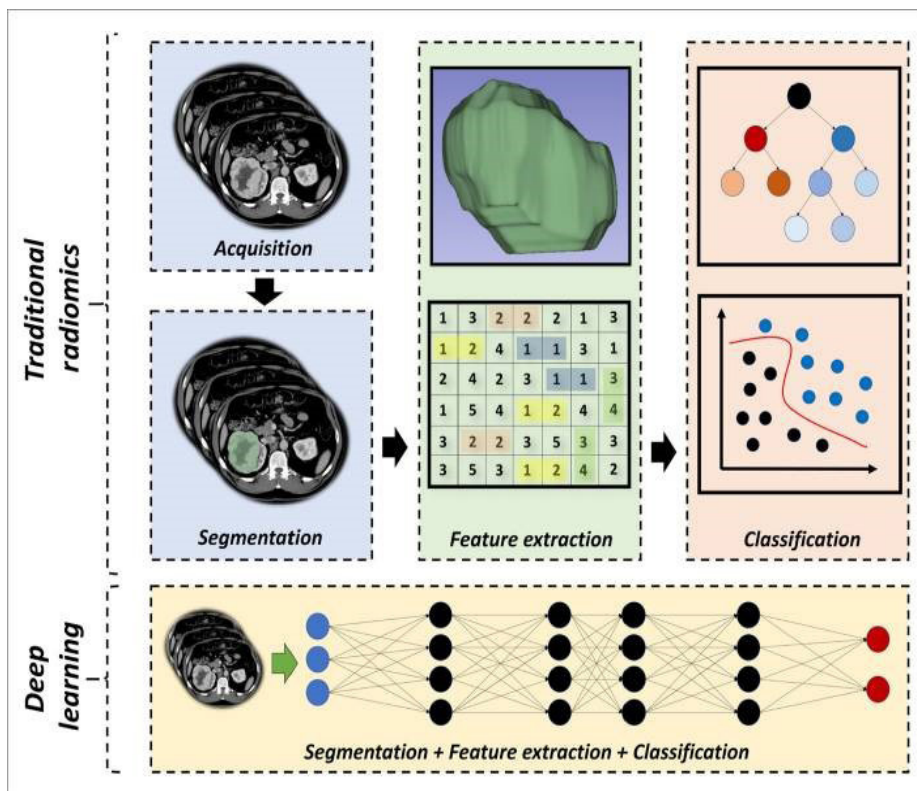 Traditional
radiomics
Acquisition
Segmentation
1 3 2 2 2 1 3
1 2 4 1 1 3 1
2 4 2 3 1 1 3
1 5 4 1 2 4 4
3 2 2 3 5 3 3
3 5 3 1 2 4 2
Feature extraction
Classification
Deep
learning
Segmentation + Feature extraction + Classification